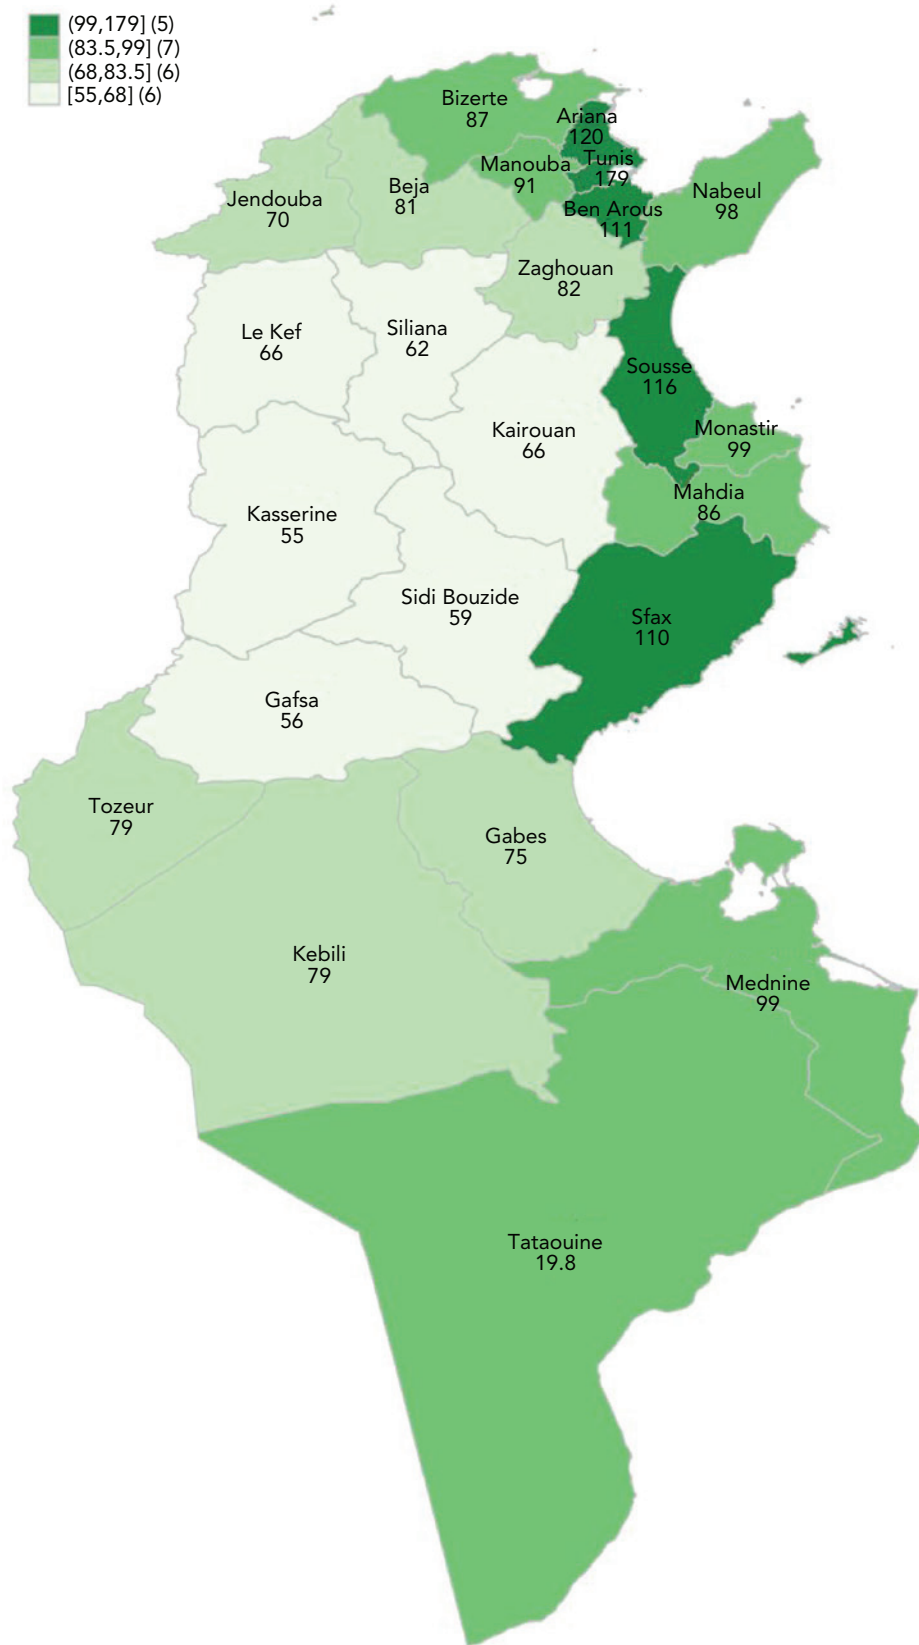 (99,179] (5)
(83.5,99] (7)
(68,83.5] (6)
[55,68] (6)
Bizerte
87
Ariana
120
Tunis
179
Manouba
91
Beja
81
Jendouba
70
Nabeul
98
Ben Arous
111
Zaghouan
82
Le Kef
66
Siliana
62
Sousse
116
Kairouan
66
Monastir
99
Mahdia
86
Kasserine
55
Sidi Bouzide
59
Sfax
110
Gafsa
56
Tozeur
79
Gabes
75
Kebili
79
Mednine
99
Tataouine
19.8